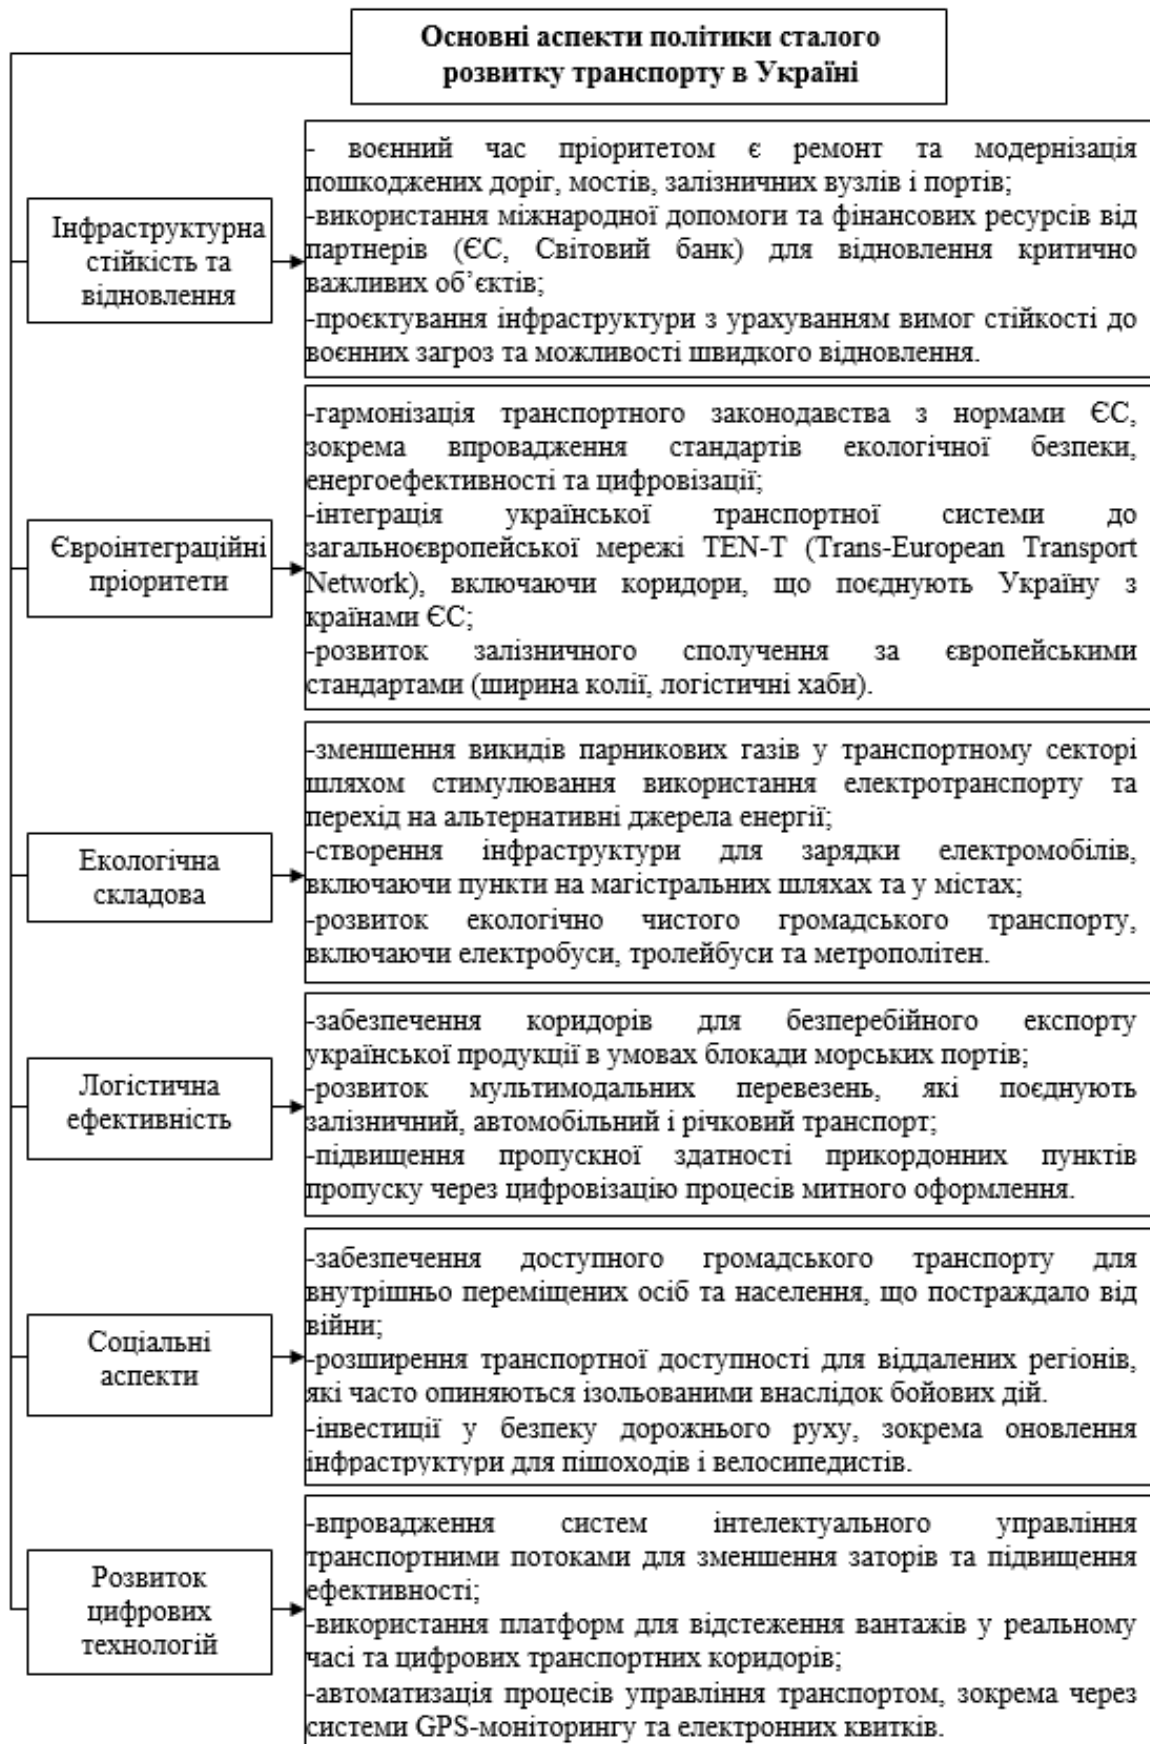 Основні аспекти політики сталого
розвитку транспорту в Україні
Інфраструктурна
стійкість та
відновлення
- воєнний час пріоритетом є ремонт та модернізація
пошкоджених доріг, мостів, залізничних вузлів і портів;
-використання міжнародної допомоги та фінансових ресурсів від
партнерів (ЄС, Світовий банк) для відновлення критично
важливих об’єктів;
-проєктування інфраструктури з урахуванням вимог стійкості до
воєнних загроз та можливості швидкого відновлення.
Євроінтеграційні
пріоритети
-гармонізація транспортного законодавства з нормами ЄС,
зокрема впровадження стандартів екологічної безпеки,
енергоефективності та цифровізації;
-інтеграція української транспортної системи до
загальноєвропейської мережі TEN-T (Trans-European Transport
Network), включаючи коридори, що поєднують Україну з
країнами ЄС;
-розвиток залізничного сполучення за європейськими
стандартами (ширина колії, логістичні хаби).
Екологічна
складова
-зменшення викидів парникових газів у транспортному секторі
шляхом стимулювання використання електротранспорту та
перехід на альтернативні джерела енергії;
-створення інфраструктури для зарядки електромобілів,
включаючи пункти на магістральних шляхах та у містах;
-розвиток екологічно чистого громадського транспорту,
включаючи електробуси, тролейбуси та метрополітен.
Логістична
ефективність
-забезпечення коридорів для безперебійного експорту
української продукції в умовах блокади морських портів;
-розвиток мультимодальних перевезень, які поєднують
залізничний, автомобільний і річковий транспорт;
-підвищення пропускної здатності прикордонних пунктів
пропуску через цифровізацію процесів митного оформлення.
Соціальні
аспекти
-забезпечення доступного громадського транспорту для
внутрішньо переміщених осіб та населення, що постраждало від
війни;
-розширення транспортної доступності для віддалених регіонів,
які часто опиняються ізольованими внаслідок бойових дій.
-інвестиції у безпеку дорожнього руху, зокрема оновлення
інфраструктури для пішоходів і велосипедистів.
Розвиток
цифрових
технологій
-впровадження систем інтелектуального управління
транспортними потоками для зменшення заторів та підвищення
ефективності;
-використання платформ для відстеження вантажів у реальному
часі та цифрових транспортних коридорів;
-автоматизація процесів управління транспортом, зокрема через
системи GPS-моніторингу та електронних квитків.